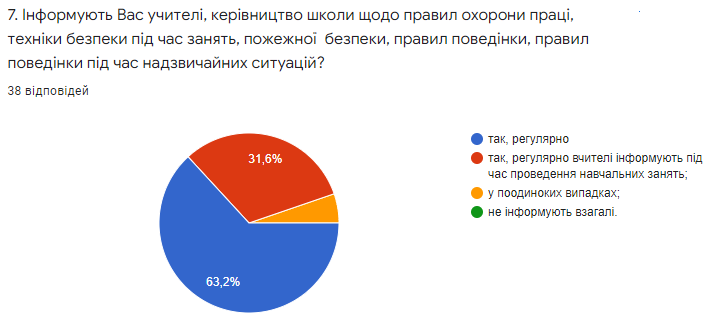 7. Інформують Вас учителі, керівництво школи щодо правил охорони праці,
техніки безпеки під час занять, пожежної  безпеки, правил поведінки, правил
поведінки під час надзвичайних ситуацій?
38 відповідей
31,6%
63,2%
так, регулярно
так, регулярно вчителі інформують під
час проведення навчальних занять;
у поодиноких випадках;
не інформують взагалі.